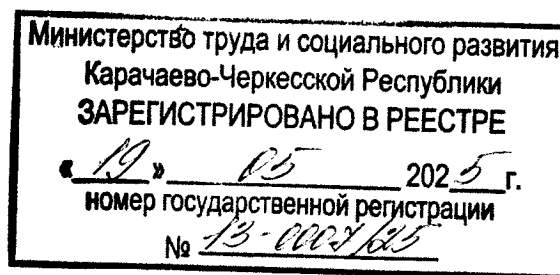 Министерство труда и социального развития
Карачаево-Черкесской Республики
ЗАРЕГИСТРИРОВАНО В РЕЕСТРЕ
«19» 05 2025 г.
номер государственной регистрации
№ 13-0007/25